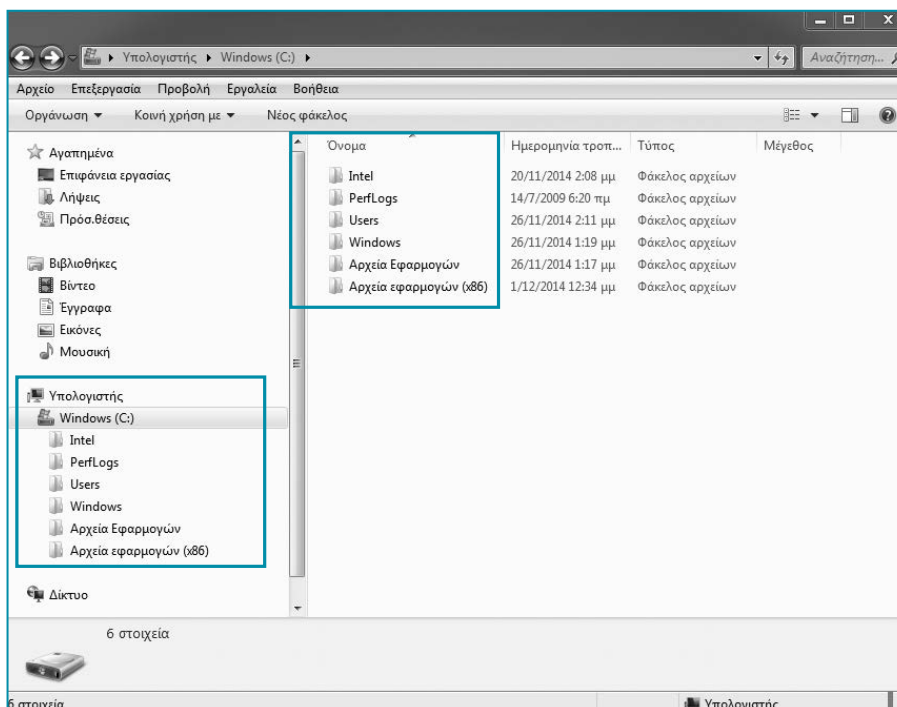 Υπολογιστής Windows (C:) Αναζήτηση...
Αρχείο Επεξεργασία Προβολή Εργαλεία Βοήθεια
Οργάνωση Κοινή χρήση με Νέος φάκελος
Αγαπημένα
Επιφάνεια εργασίας
Λήψεις
Πρόσ.θέσεις
Βιβλιοθήκες
Βίντεο
Έγγραφα
Εικόνες
Μουσική
Υπολογιστής
Windows (C:)
Intel
PerfLogs
Users
Windows
Αρχεία Εφαρμογών
Αρχεία εφαρμογών (x86)
Δίκτυο
Όνομα Ημερομηνία τροπ... Τύπος Μέγεθος
Intel 20/11/2014 2:08 μμ Φάκελος αρχείων
PerfLogs 14/7/2009 6:20 πμ Φάκελος αρχείων
Users 26/11/2014 2:11 μμ Φάκελος αρχείων
Windows 26/11/2014 1:19 μμ Φάκελος αρχείων
Αρχεία Εφαρμογών 26/11/2014 1:17 μμ Φάκελος αρχείων
Αρχεία εφαρμογών (x86) 1/12/2014 12:34 μμ Φάκελος αρχείων
6 στοιχεία
6 στοιχεία Υπολογιστής